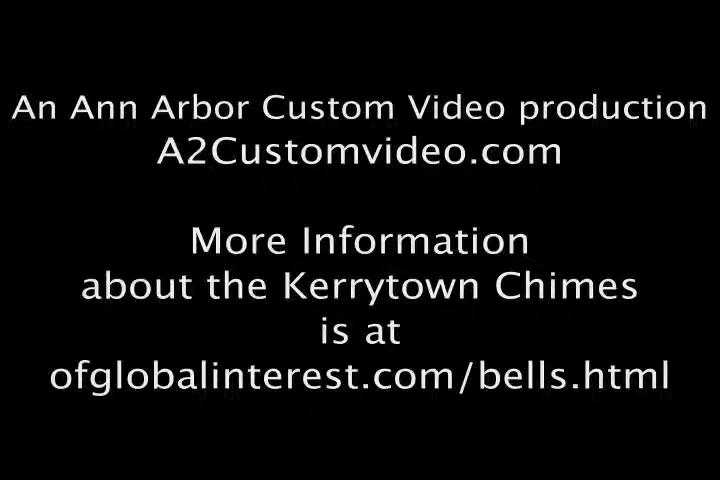 An Ann Arbor Custom Video production
A2Customvideo.com
More Information
about the Kerrytown Chimes
is at
ofglobalinterest.com/bells.html